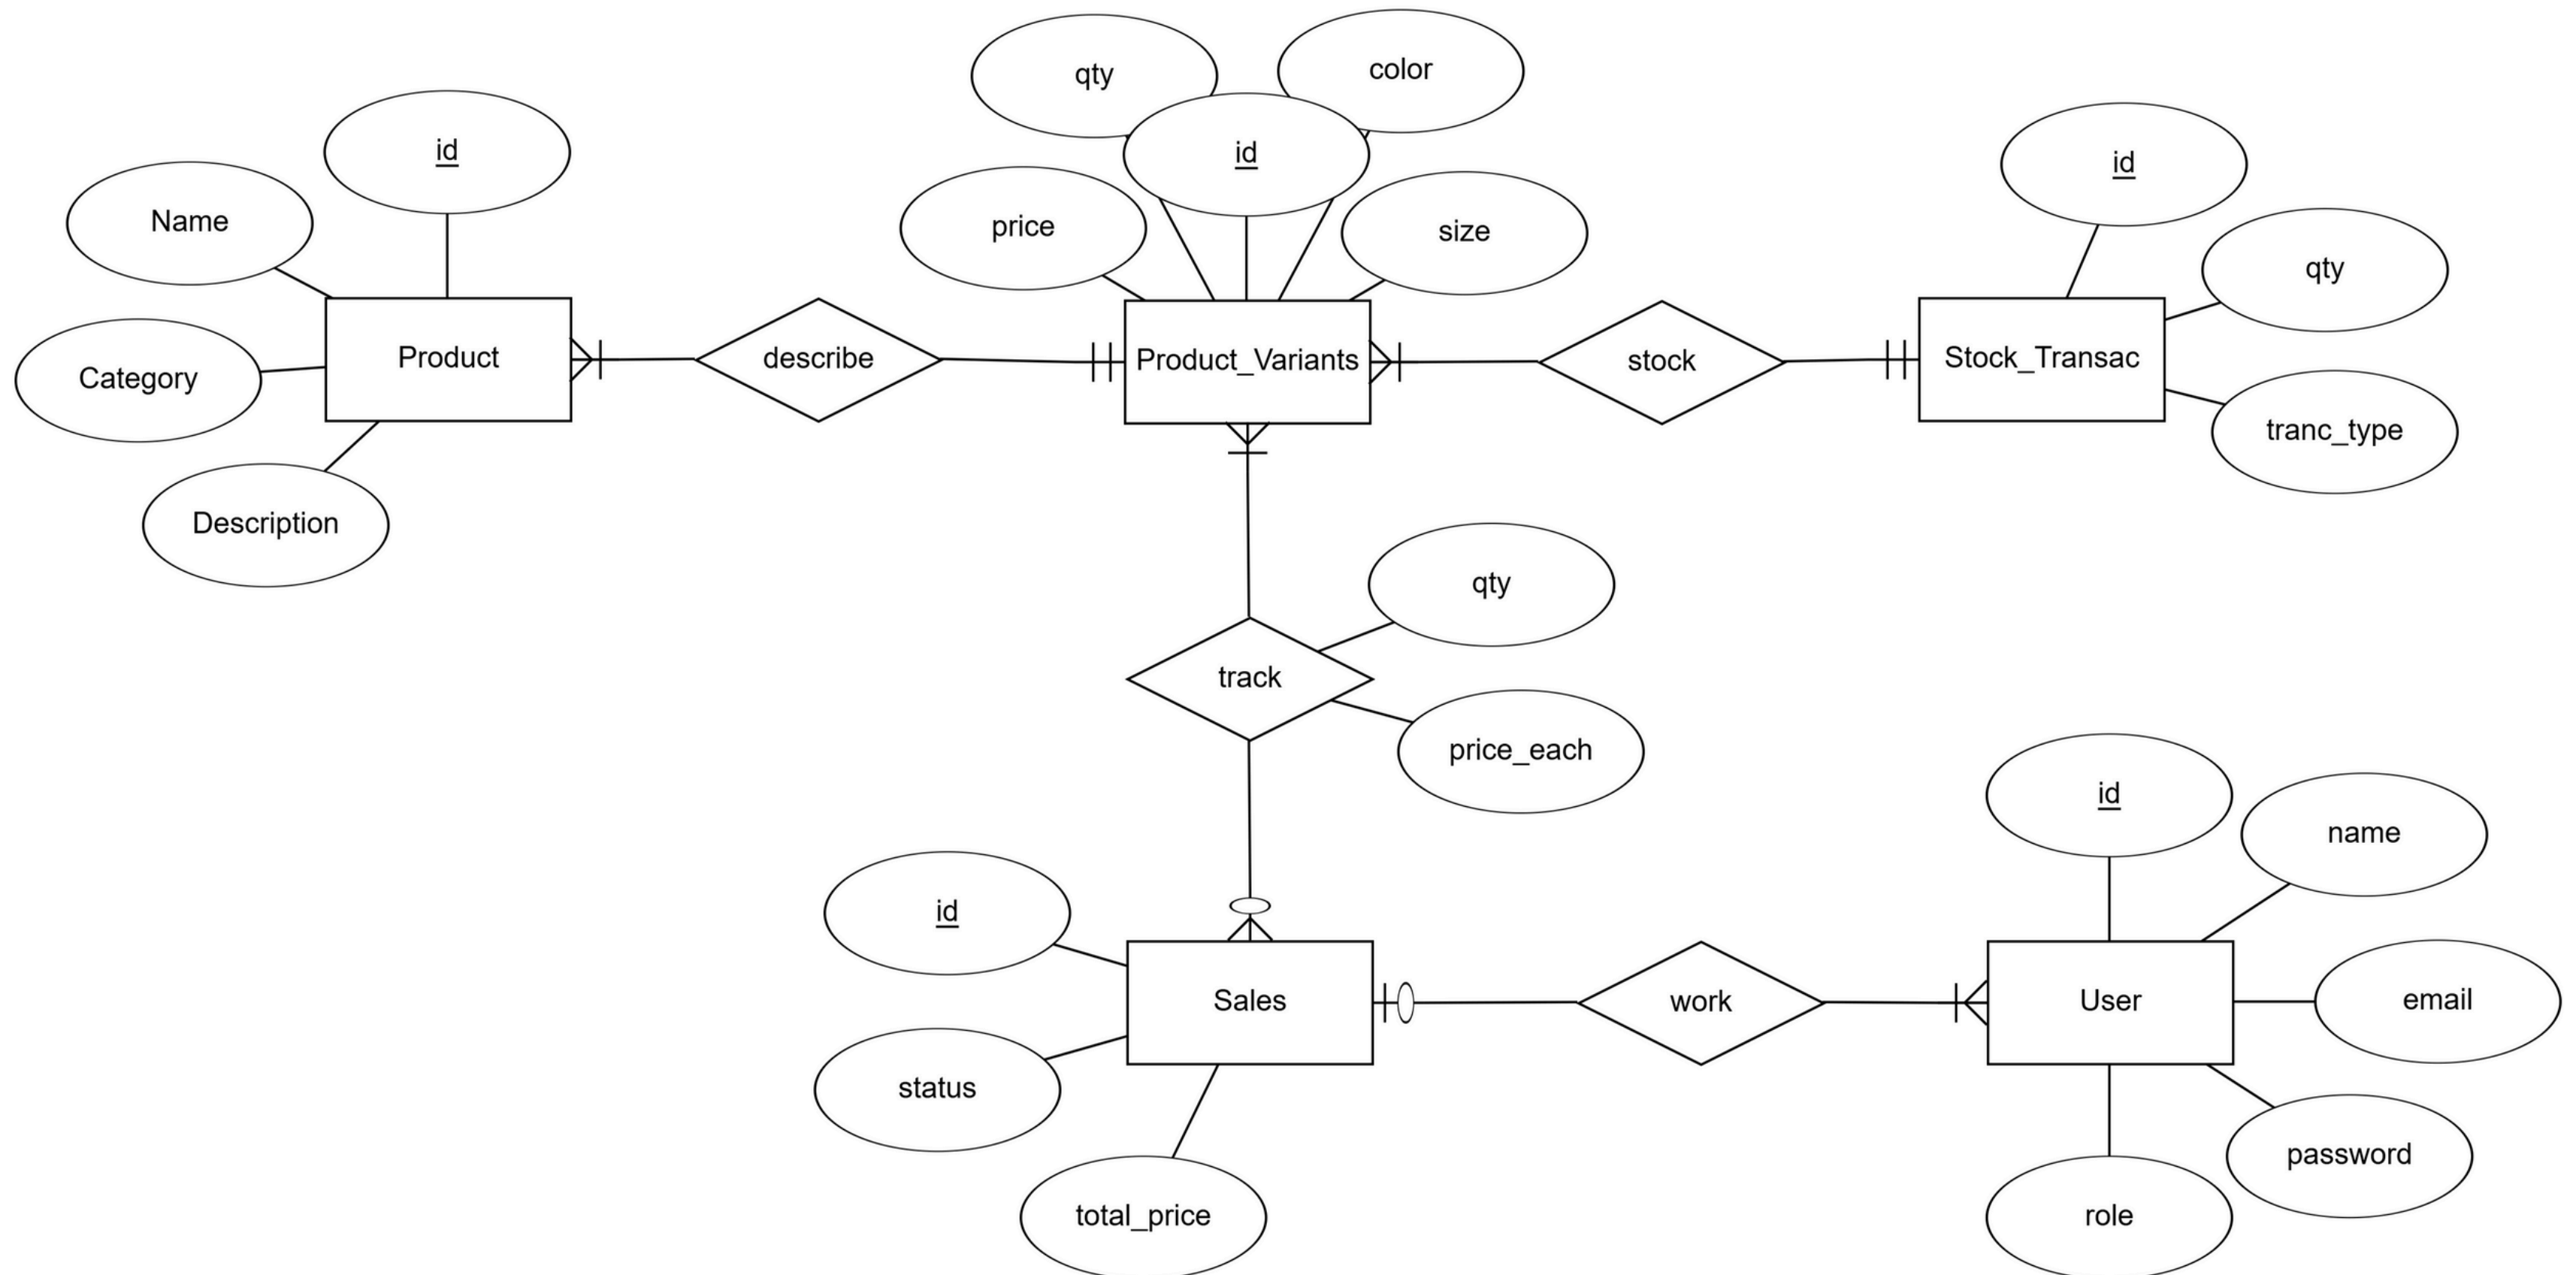 qty
color
id
id
id
Name
price
size
qty
Product
describe
Product_Variants
stock
Stock_Transac
Category
tranc_type
Description
qty
track
price_each
id
name
id
Sales
work
User
email
status
password
total_price
role